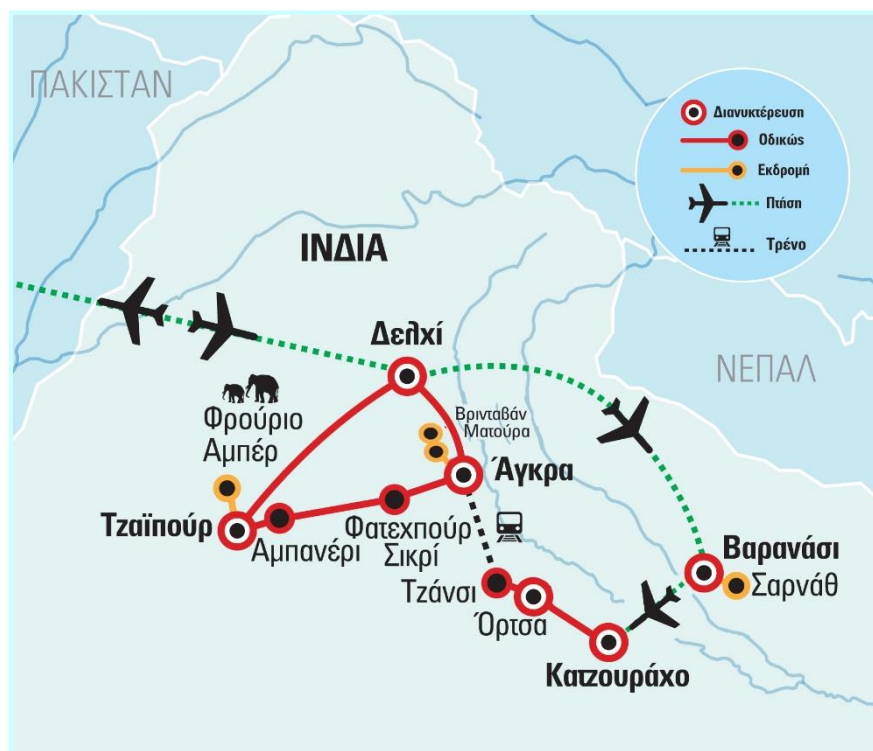 ΠΑΚΙΣΤΑΝ
Διανυκτέρευση
Οδικώς
Εκδρομή
Πτήση
Τρένο
ΙΝΔΙΑ
Δελχί
ΝΕΠΑΛ
Φρούριο
Αμπέρ
Βρινταβάν
Ματούρα
Άγκρα
Τζαϊπούρ
Αμπανέρι
Φατεχπούρ
Σικρί
Τζάνσι
Όρτσα
Βαρανάσι
Σαρνάθ
Κατζουράχο